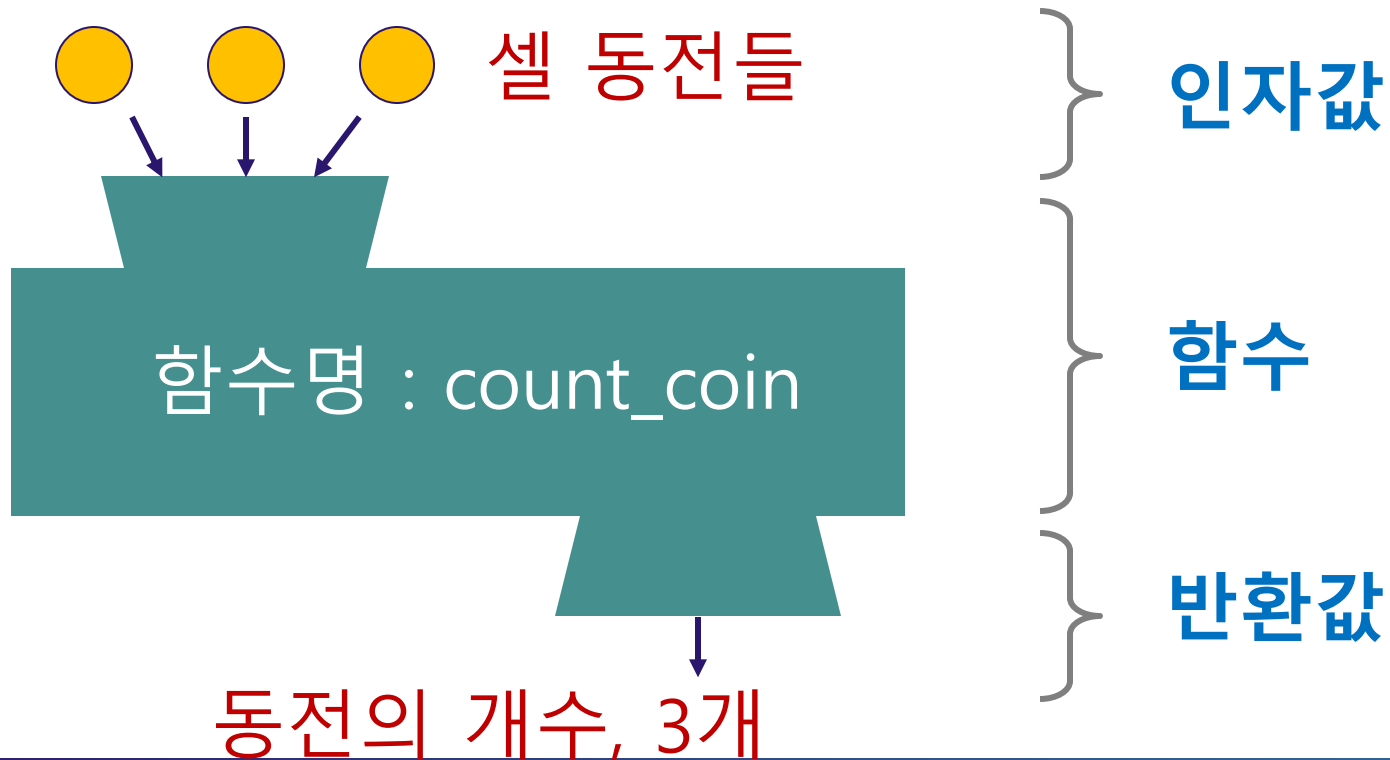 셀 동전들
인자값
함수명 : count_coin
함수
반환값
동전의 개수, 3개